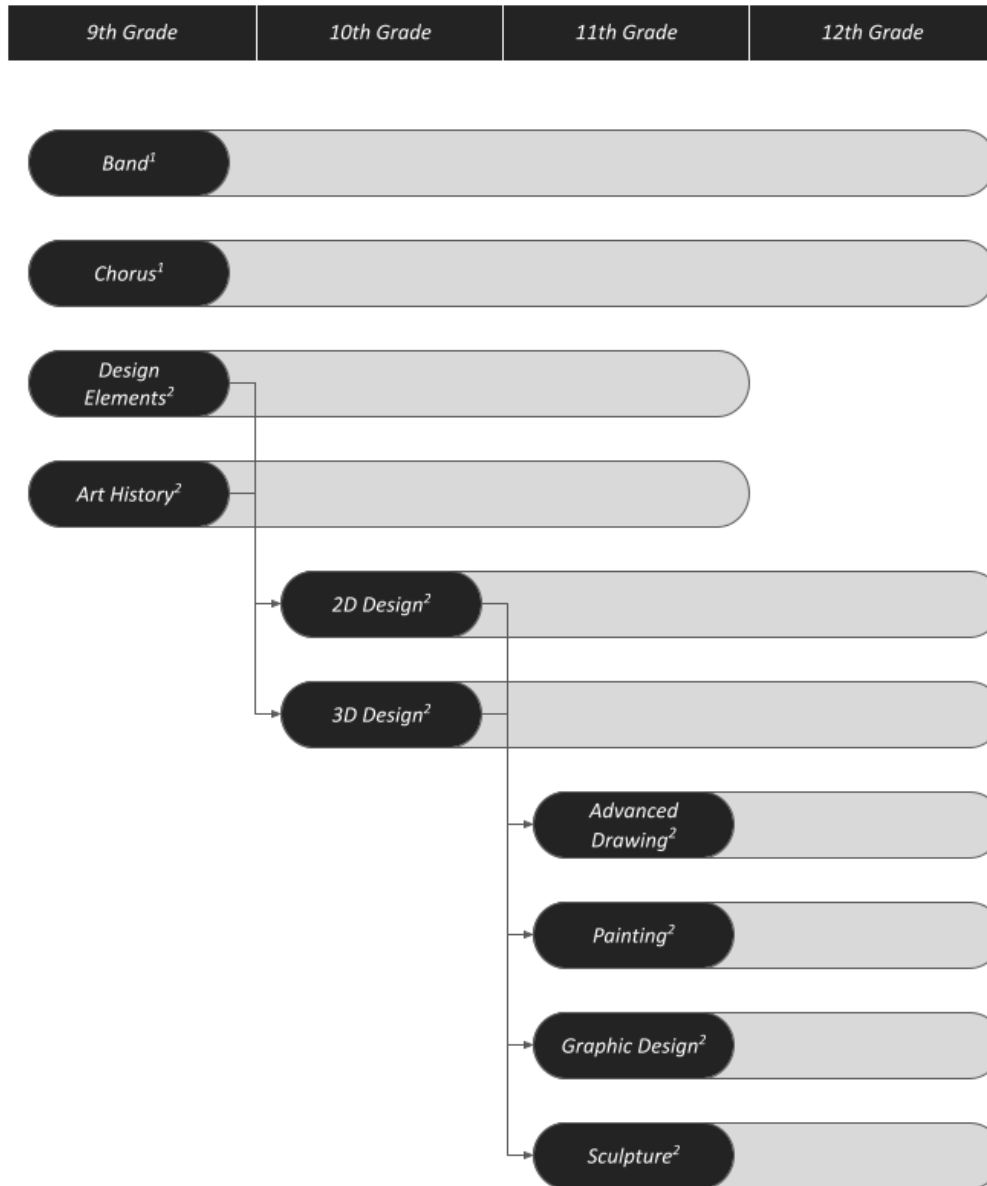 9th Grade
10th Grade
11th Grade
12th Grade
Band¹
Chorus¹
Design
Elements²
Art History²
2D Design²
3D Design²
Advanced
Drawing²
Painting²
Graphic Design²
Sculpture²